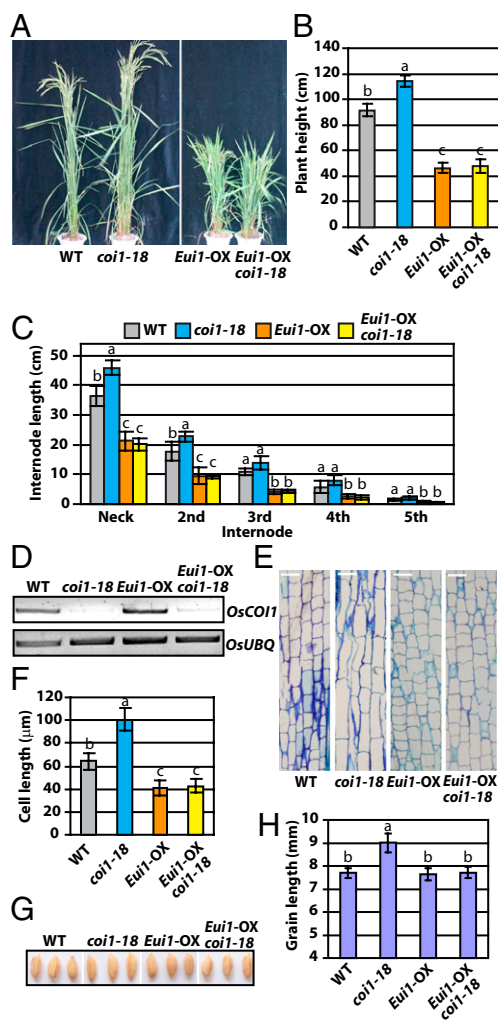 A
WT coi1-18 Eui1-OX Eui1-OX
coi1-18
B
Plant height (cm)
140
120
100
80
60
40
20
0
b
a
c
c
WT
coi1-18
Eui1-OX
Eui1-OX
coi1-18
C
WT coi1-18 Eui1-OX Eui1-OX
coi1-18
Internode length (cm)
50
40
30
20
10
0
b a c c
b a c c
a a b b
a a b b
a a b b
Neck 2nd 3rd 4th 5th
Internode
D
WT coi1-18 Eui1-OX Eui1-OX
coi1-18
OsCOI1
OsUBQ
E
WT coi1-18 Eui1-OX Eui1-OX
coi1-18
F
Cell length (μm)
120
100
80
60
40
20
0
b
a
c
c
WT
coi1-18
Eui1-OX
Eui1-OX
coi1-18
G
WT coi1-18 Eui1-OX Eui1-OX
coi1-18
H
Grain length (mm)
10
9
8
7
6
5
4
b
a
b
b
WT
coi1-18
Eui1-OX
Eui1-OX
coi1-18